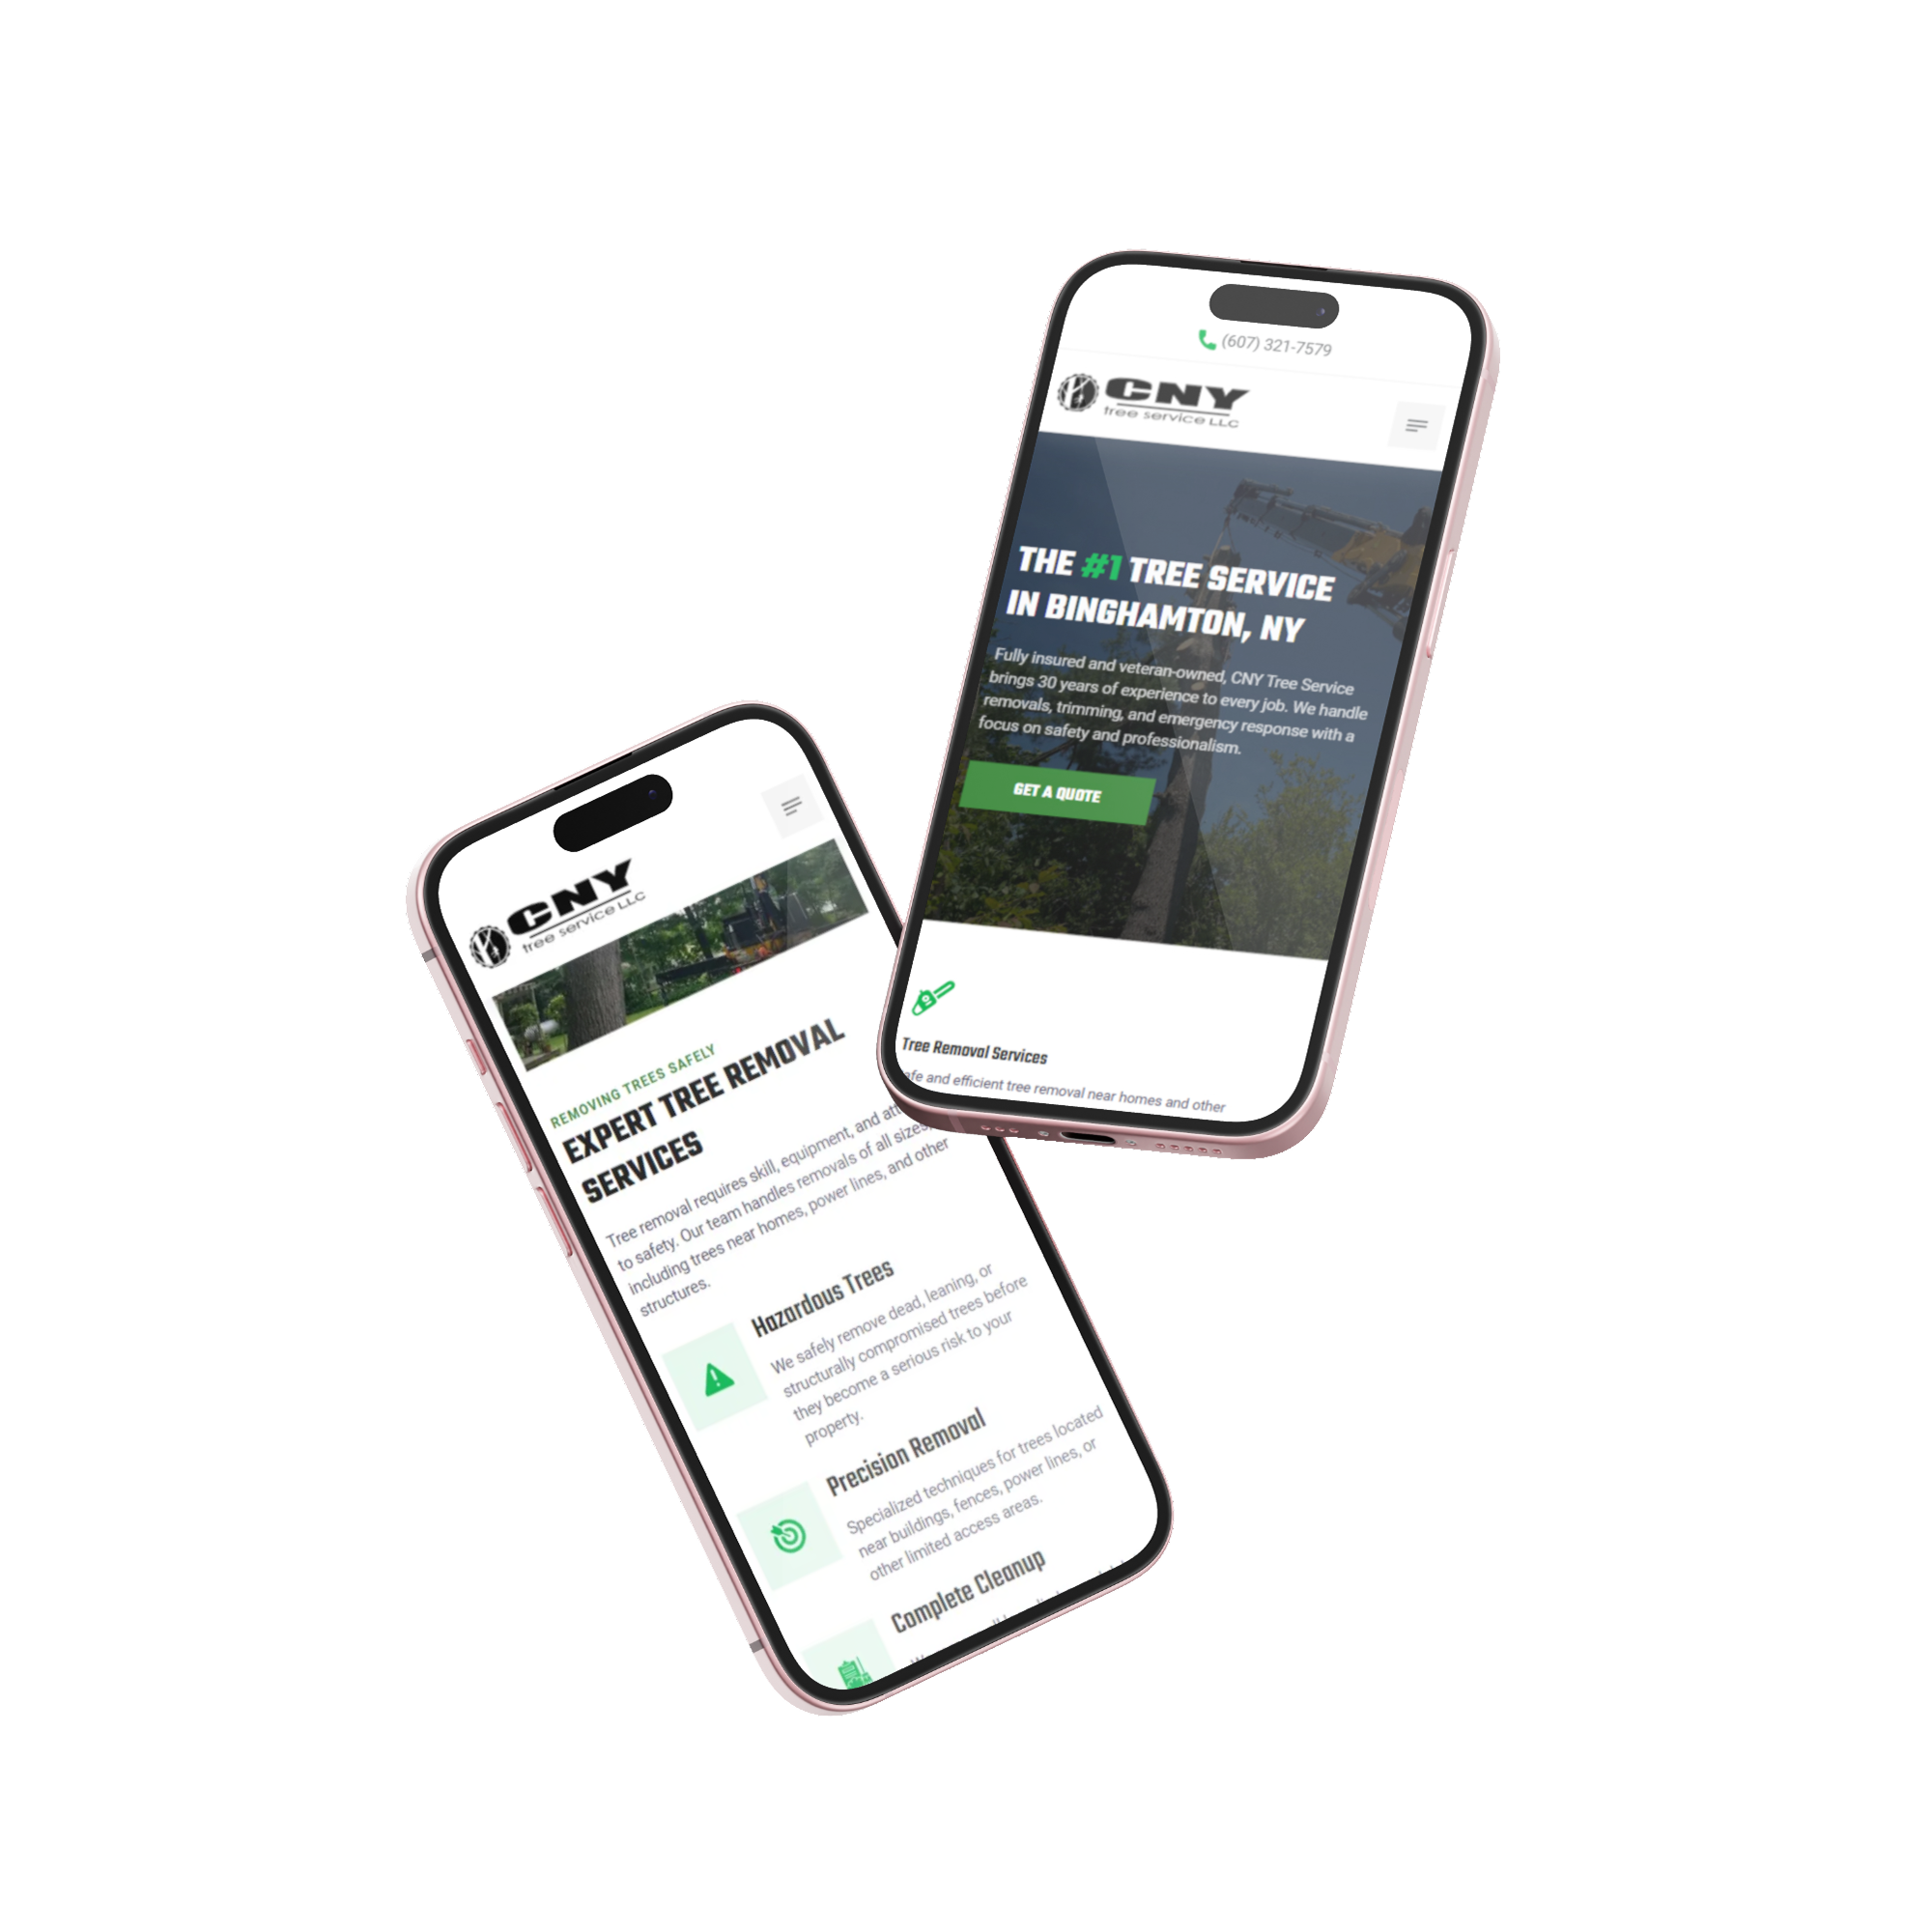 (607) 321-7579
CNY
tree service LLC
THE #1 TREE SERVICE
IN BINGHAMTON, NY
Fully insured and veteran-owned, CNY Tree Service
brings 30 years of experience to every job. We handle
removals, trimming, and emergency response with a
focus on safety and professionalism.
GET A QUOTE
Tree Removal Services
afe and efficient tree removal near homes and other
CNY
tree service LLC
REMOVING TREES SAFELY
EXPERT TREE REMOVAL
SERVICES
Tree removal requires skill, equipment, and
to safety. Our team handles removals of all sizes,
including trees near homes, power lines, and other
structures.
Hazardous Trees
We safely remove dead, leaning, or
structurally compromised trees before
they become a serious risk to your
property.
Precision Removal
Specialized techniques for trees located
near buildings, fences, power lines, or
other limited access areas.
Complete Cleanup